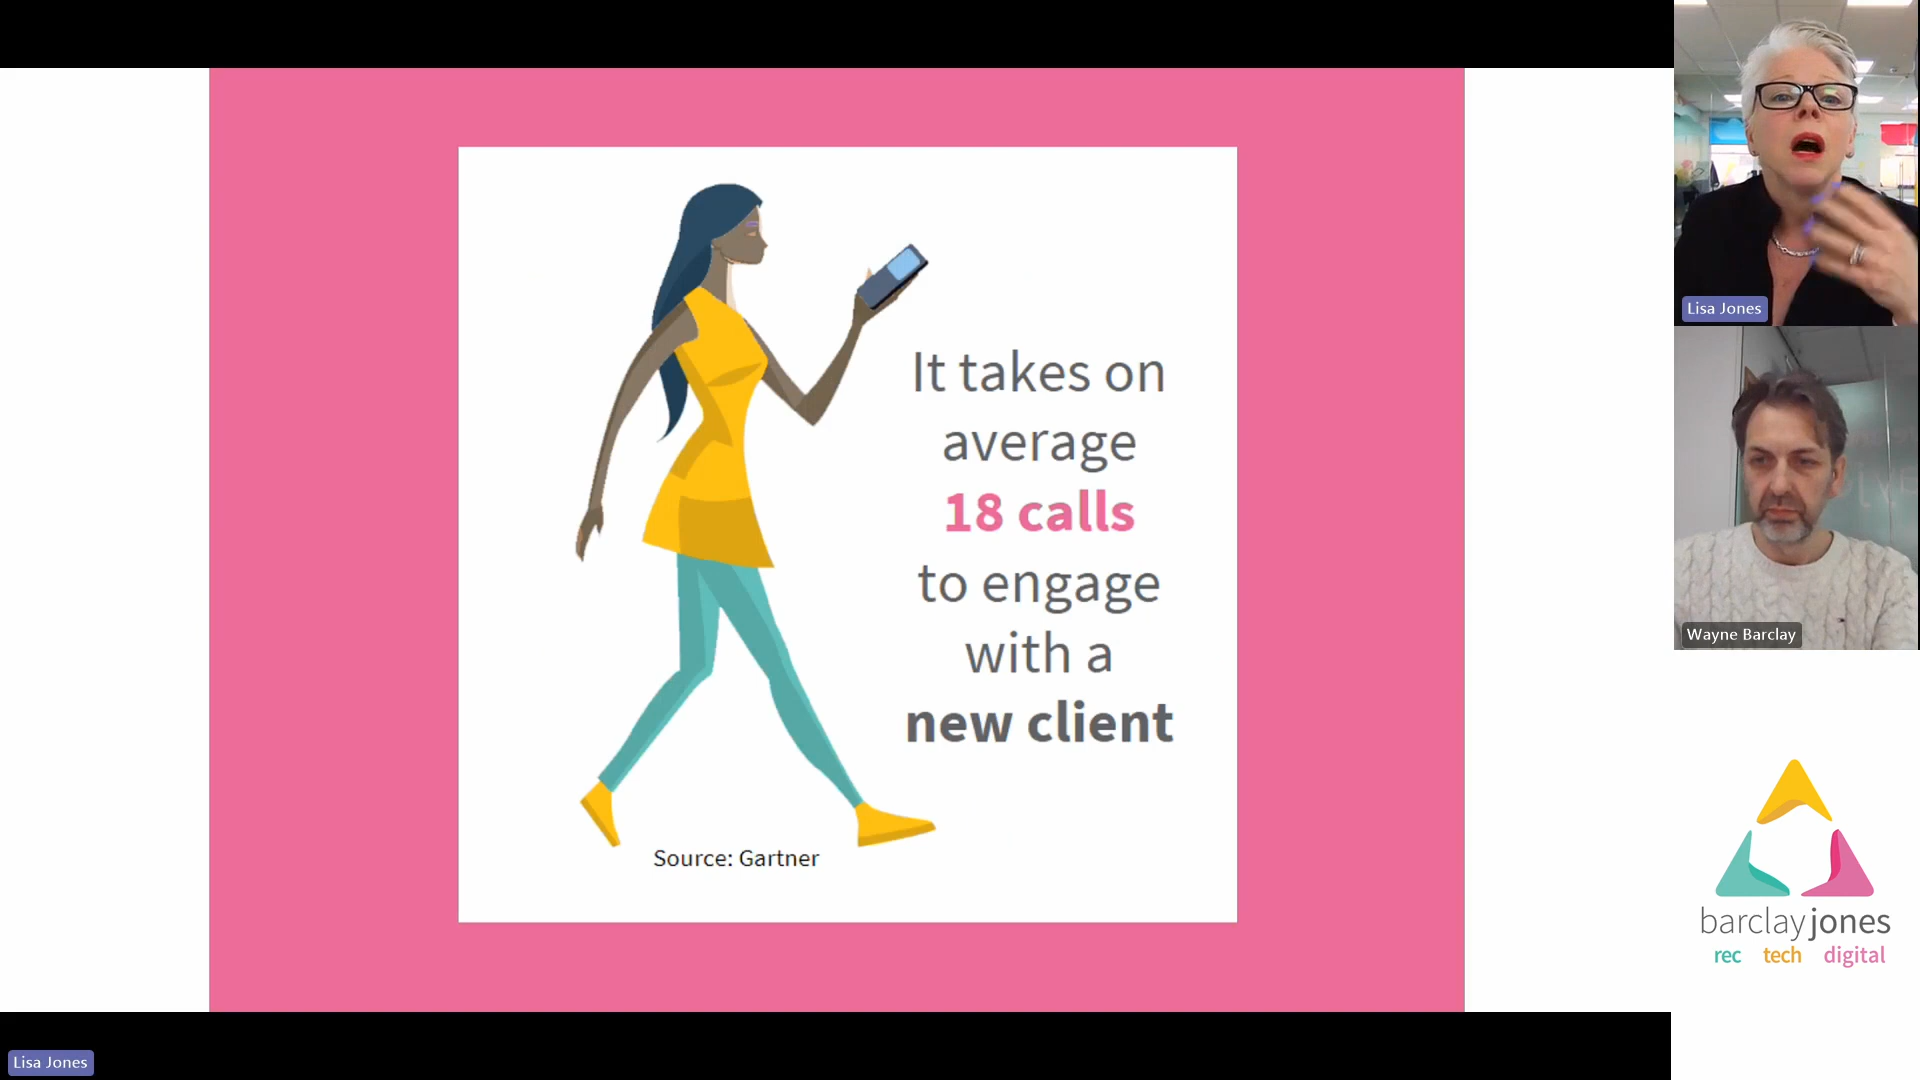 It takes on
average
18 calls
to engage
with a
new client
Source: Gartner
Lisa Jones
Wayne Barclay
barclayjones
rec tech digital
Lisa Jones